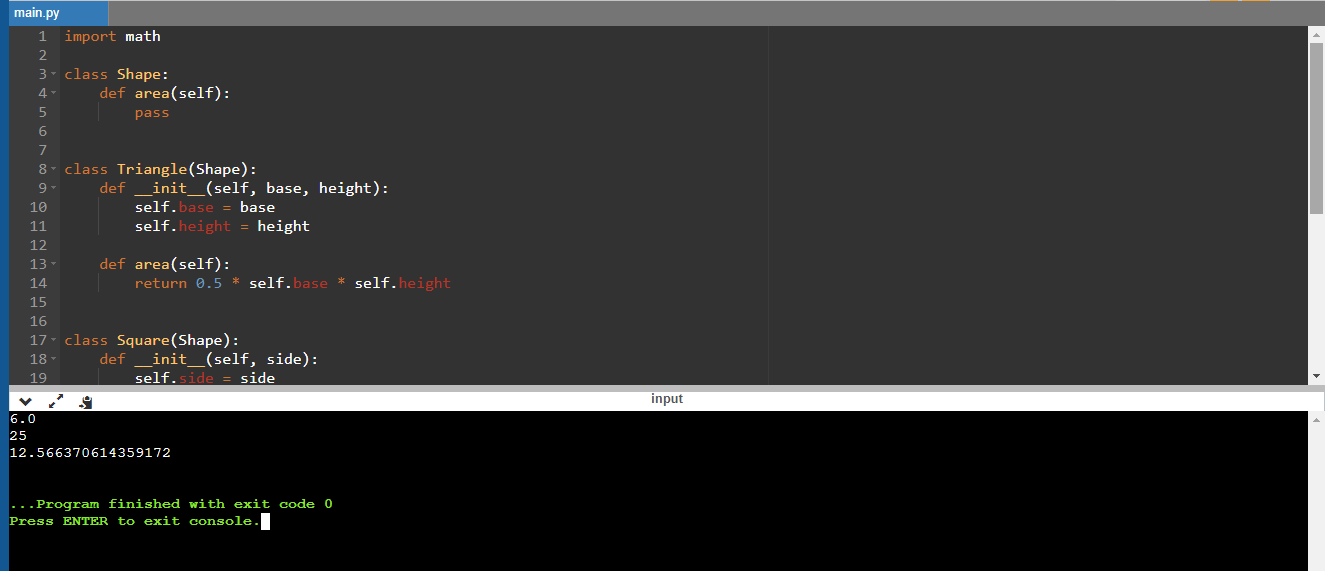 main.py
1 import math
2
3 class Shape:
4     def area(self):
5         pass
6
7
8 class Triangle(Shape):
9     def __init__(self, base, height):
10         self.base = base
11         self.height = height
12
13     def area(self):
14         return 0.5 * self.base * self.height
15
16
17 class Square(Shape):
18     def __init__(self, side):
19         self.side = side
input
6.0
25
12.566370614359172
...Program finished with exit code 0
Press ENTER to exit console.